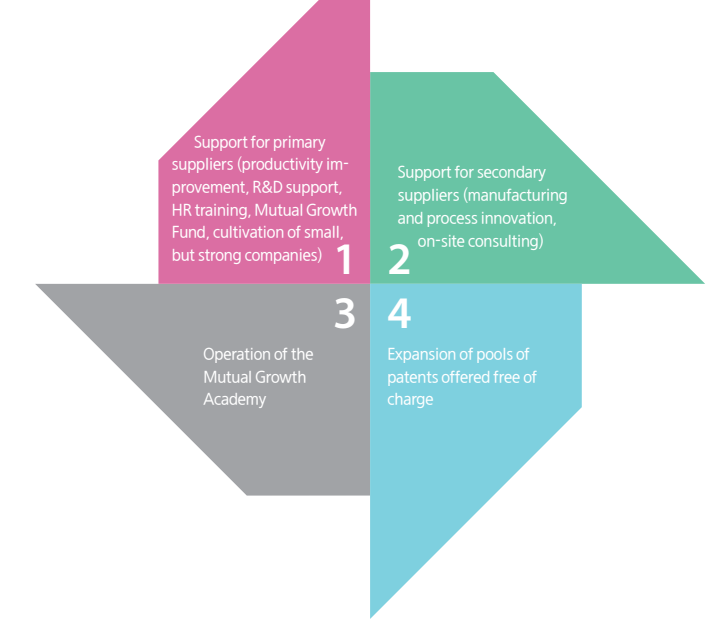 Support for primary
suppliers (productivity im-
provement, R&D support,
HR training, Mutual Growth
Fund, cultivation of small,
but strong companies)
1
Support for secondary
suppliers (manufacturing
and process innovation,
on-site consulting)
2
3
Operation of the
Mutual Growth
Academy
4
Expansion of pools of
patents offered free of
charge